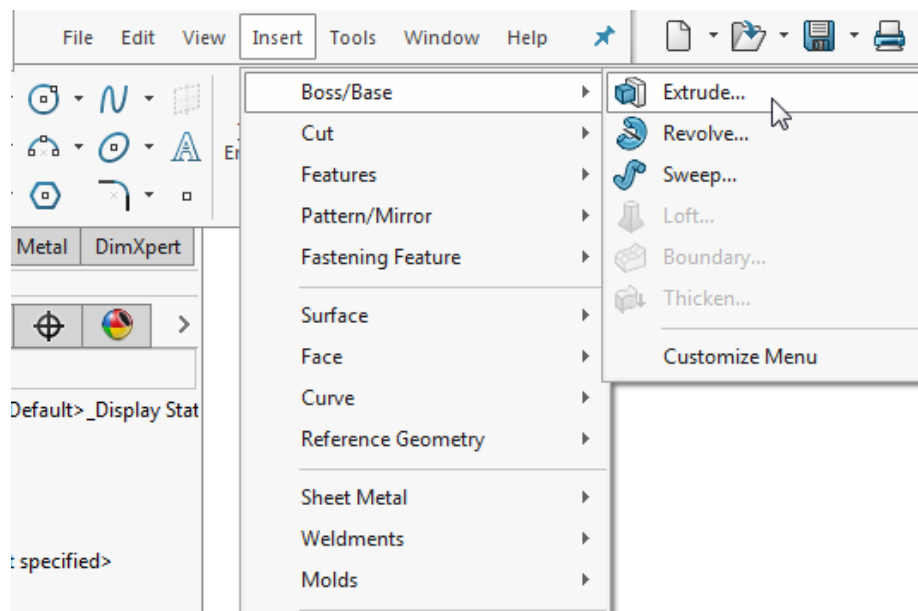 File Edit View Insert Tools Window Help
Boss/Base
Extrude...
Cut
Revolve...
Features
Sweep...
Pattern/Mirror
Loft...
Fastening Feature
Boundary...
Thicken...
Surface
Face
Customize Menu
Curve
Reference Geometry
Sheet Metal
Weldments
Molds
A
Er
Metal DimXpert
Default>_Display Stat
t specified>